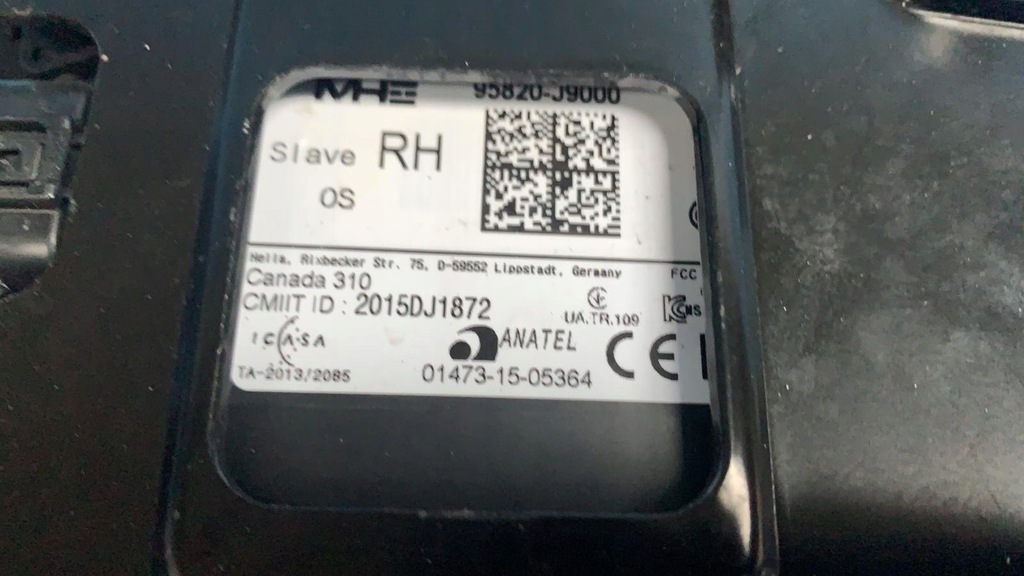 MHE 95820-J9000
Slave RH
OS
Hella, Rixbecker Str. 75, D-59552 Lippstadt, Germany FCC
Canada 310
CMIIT ID : 2015DJ1872
UA.TR.109
ICASA ANATEL CE
TA-2013/2085 01473-15-05364